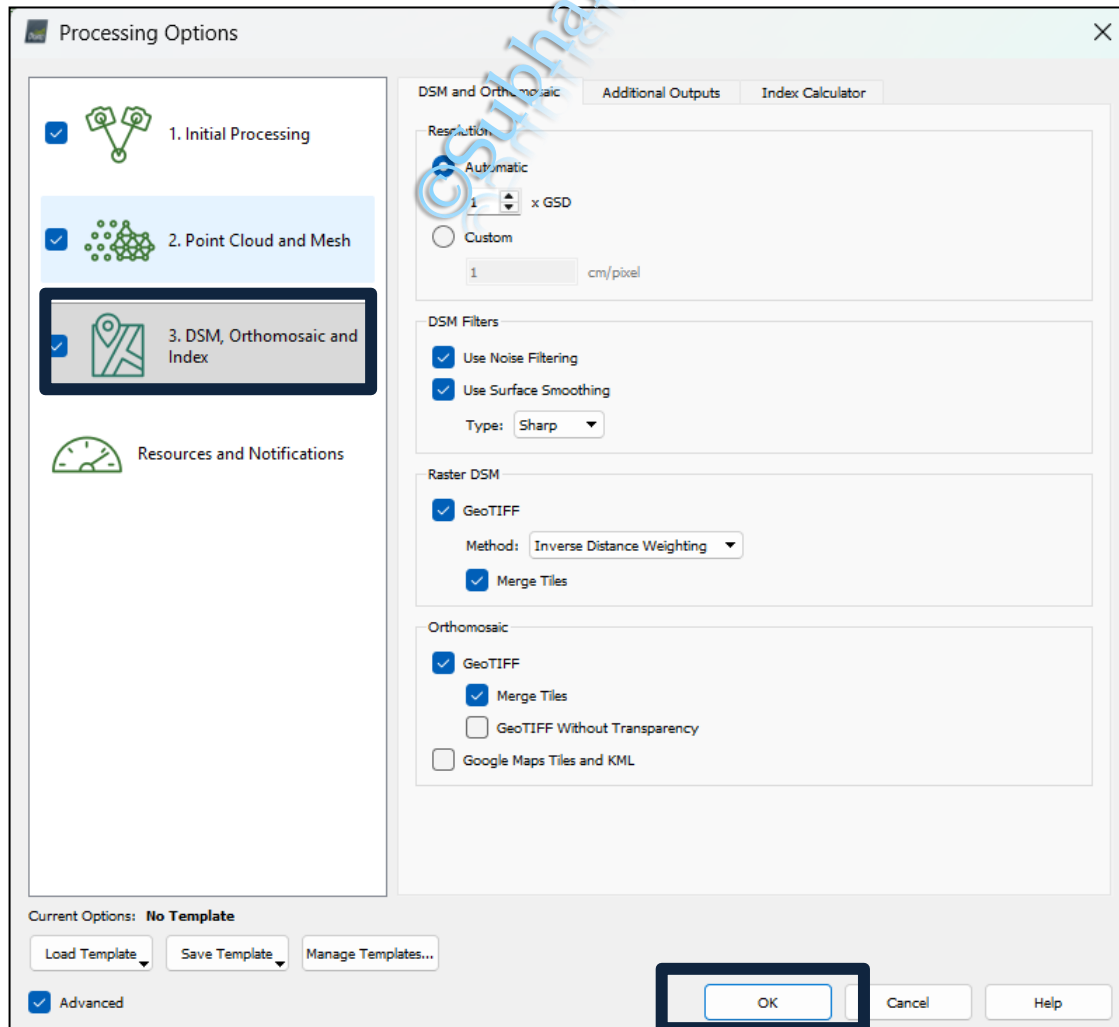 Processing Options
1. Initial Processing
2. Point Cloud and Mesh
3. DSM, Orthomosaic and
Index
Resources and Notifications
DSM and Orthomosaic
Additional Outputs
Index Calculator
Resolution
Automatic
1 x GSD
Custom
1 cm/pixel
DSM Filters
Use Noise Filtering
Use Surface Smoothing
Type: Sharp
Raster DSM
GeoTIFF
Method: Inverse Distance Weighting
Merge Tiles
Orthomosaic
GeoTIFF
Merge Tiles
GeoTIFF Without Transparency
Google Maps Tiles and KML
Current Options: No Template
Load Template
Save Template
Manage Templates...
Advanced
OK
Cancel
Help